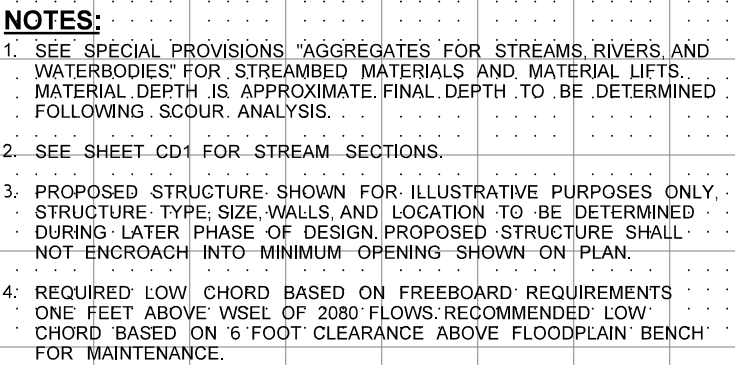 NOTES:
1. SEE SPECIAL PROVISIONS "AGGREGATES FOR STREAMS, RIVERS, AND
WATERBODIES" FOR STREAMBED MATERIALS AND MATERIAL LIFTS.
MATERIAL DEPTH IS APPROXIMATE. FINAL DEPTH TO BE DETERMINED
FOLLOWING SCOUR ANALYSIS.
2. SEE SHEET CD1 FOR STREAM SECTIONS.
3. PROPOSED STRUCTURE SHOWN FOR ILLUSTRATIVE PURPOSES ONLY,
STRUCTURE TYPE, SIZE, WALLS, AND LOCATION TO BE DETERMINED
DURING LATER PHASE OF DESIGN. PROPOSED STRUCTURE SHALL
NOT ENCROACH INTO MINIMUM OPENING SHOWN ON PLAN.
4. REQUIRED LOW CHORD BASED ON FREEBOARD REQUIREMENTS
ONE FEET ABOVE WSEL OF 2080 FLOWS. RECOMMENDED LOW
CHORD BASED ON 6 FOOT CLEARANCE ABOVE FLOODPLAIN BENCH
FOR MAINTENANCE.